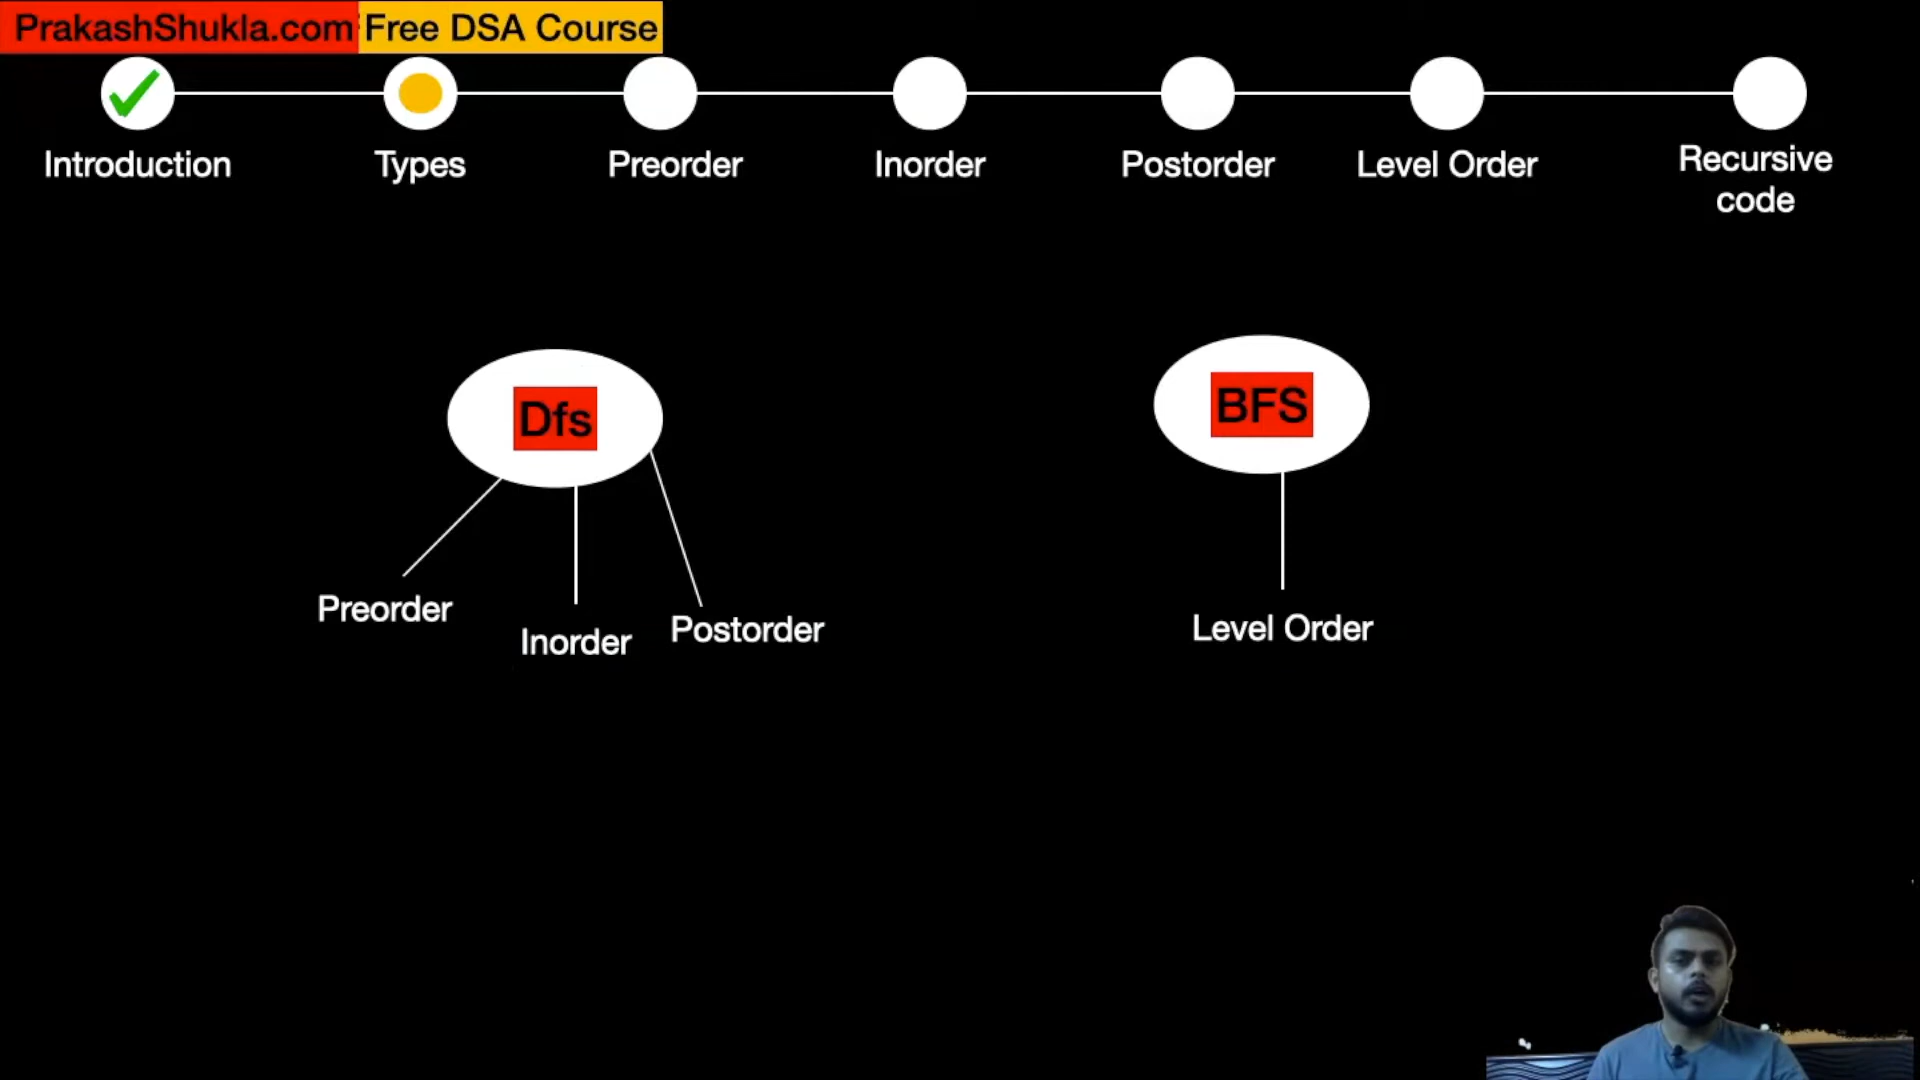 PrakashShukla.com Free DSA Course
Introduction
Types
Preorder
Inorder
Postorder
Level Order
Recursive
code
Dfs
BFS
Preorder
Inorder
Postorder
Level Order